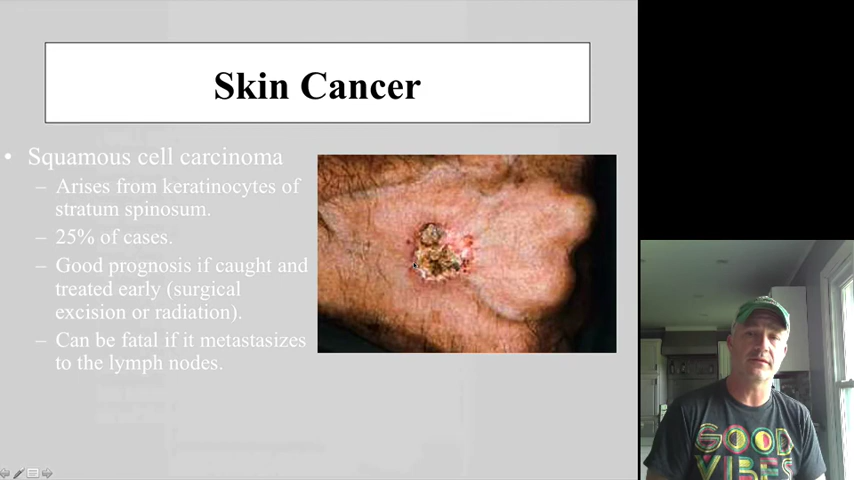 Skin Cancer
• Squamous cell carcinoma
– Arises from keratinocytes of
stratum spinosum.
– 25% of cases.
– Good prognosis if caught and
treated early (surgical
excision or radiation).
– Can be fatal if it metastasizes
to the lymph nodes.
GOOD
VIBES